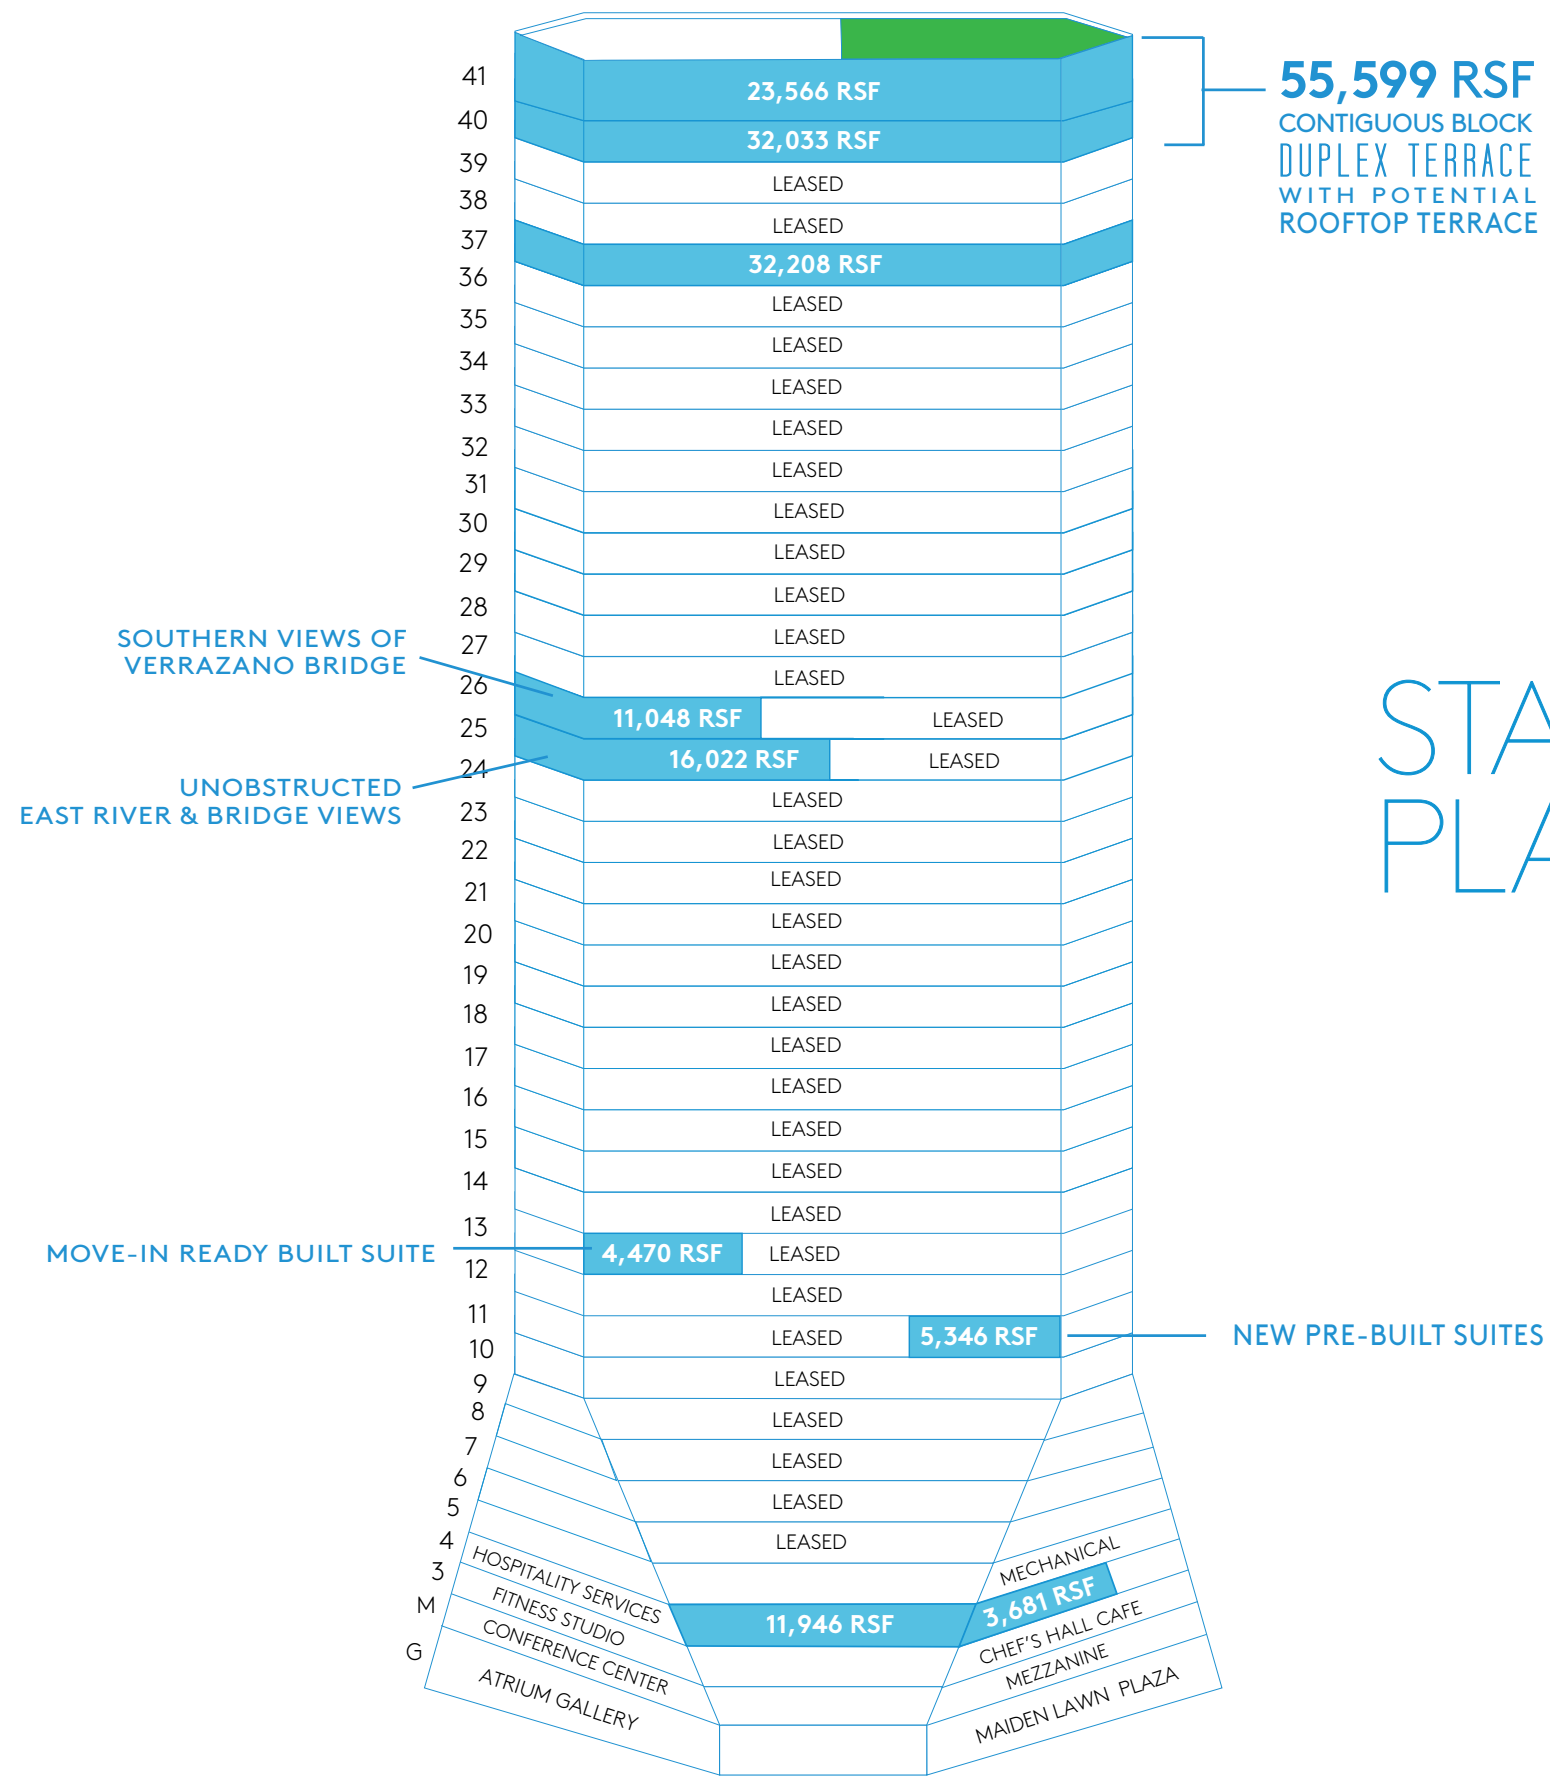 41
23,566 RSF
40
32,033 RSF
55,599 RSF
CONTIGUOUS BLOCK
DUPLEX TERRACE
WITH POTENTIAL
ROOFTOP TERRACE
39
LEASED
38
LEASED
37
32,208 RSF
36
LEASED
35
LEASED
34
LEASED
33
LEASED
32
LEASED
31
LEASED
30
LEASED
29
LEASED
28
LEASED
27
LEASED
SOUTHERN VIEWS OF
VERRAZANO BRIDGE
26
11,048 RSF LEASED
25
16,022 RSF LEASED
24
UNOBSTRUCTED
EAST RIVER & BRIDGE VIEWS
STA
PLA
LEASED
23
LEASED
22
LEASED
21
LEASED
20
LEASED
19
LEASED
18
LEASED
17
LEASED
16
LEASED
15
LEASED
14
LEASED
13
MOVE-IN READY BUILT SUITE
4,470 RSF LEASED
12
LEASED
11
LEASED 5,346 RSF
NEW PRE-BUILT SUITES
10
LEASED
9
LEASED
8
LEASED
7
LEASED
6
LEASED
5
4
HOSPITALITY SERVICES
MECHANICAL
3
FITNESS STUDIO
11,946 RSF
3,681 RSF
M
CONFERENCE CENTER
CHEF'S HALL CAFE
MEZZANINE
G
ATRIUM GALLERY
MAIDEN LAWN PLAZA